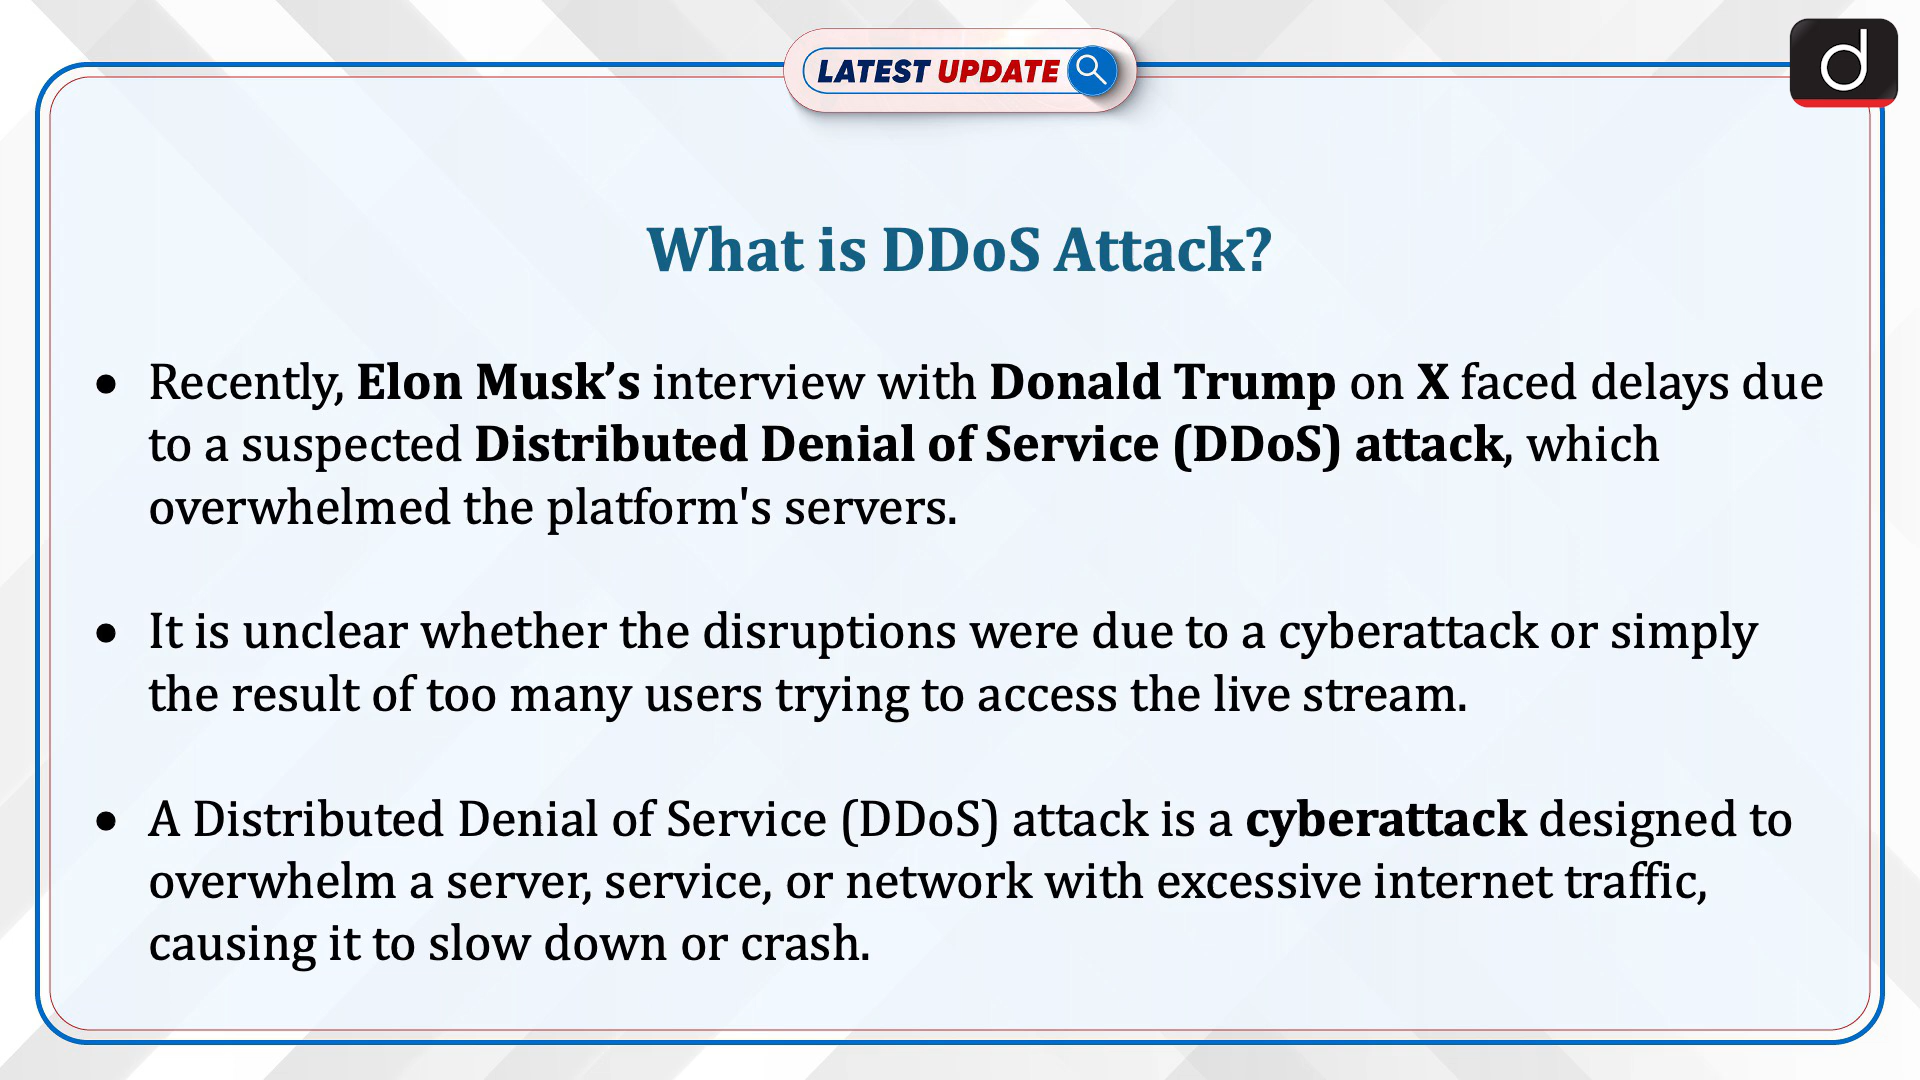 LATEST UPDATE
d
What is DDoS Attack?
• Recently, Elon Musk’s interview with Donald Trump on X faced delays due
to a suspected Distributed Denial of Service (DDoS) attack, which
overwhelmed the platform's servers.
• It is unclear whether the disruptions were due to a cyberattack or simply
the result of too many users trying to access the live stream.
• A Distributed Denial of Service (DDoS) attack is a cyberattack designed to
overwhelm a server, service, or network with excessive internet traffic,
causing it to slow down or crash.